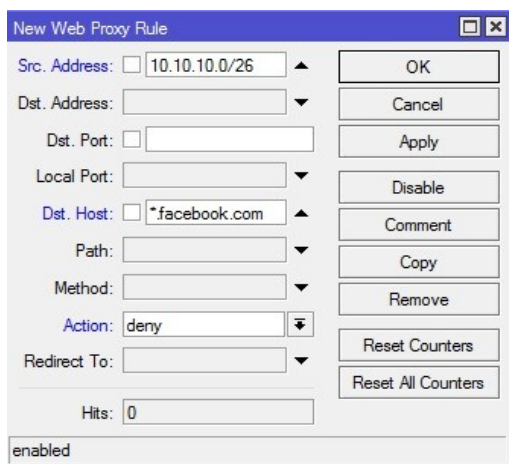 New Web Proxy Rule
Src. Address: 10.10.10.0/26
Dst. Address:
Dst. Port:
Local Port:
Dst. Host: *.facebook.com
Path:
Method:
Action: deny
Redirect To:
Hits: 0
enabled
OK
Cancel
Apply
Disable
Comment
Copy
Remove
Reset Counters
Reset All Counters